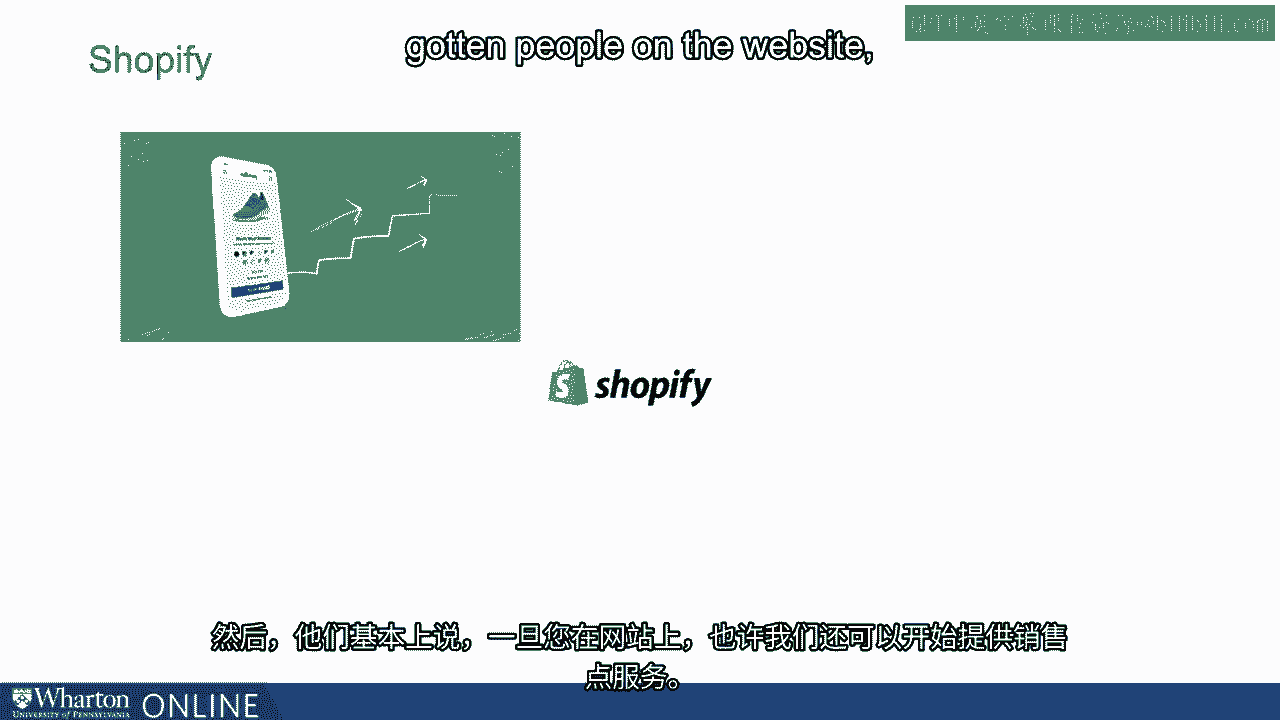 gotten people on the website,
Shopify
shopify
然后，他们基本上说，一旦您在网站上，也许我们还可以开始提供销售
点服务。
Wharton
UNIVERSITY of PENNSYLVANIA
ONLINE